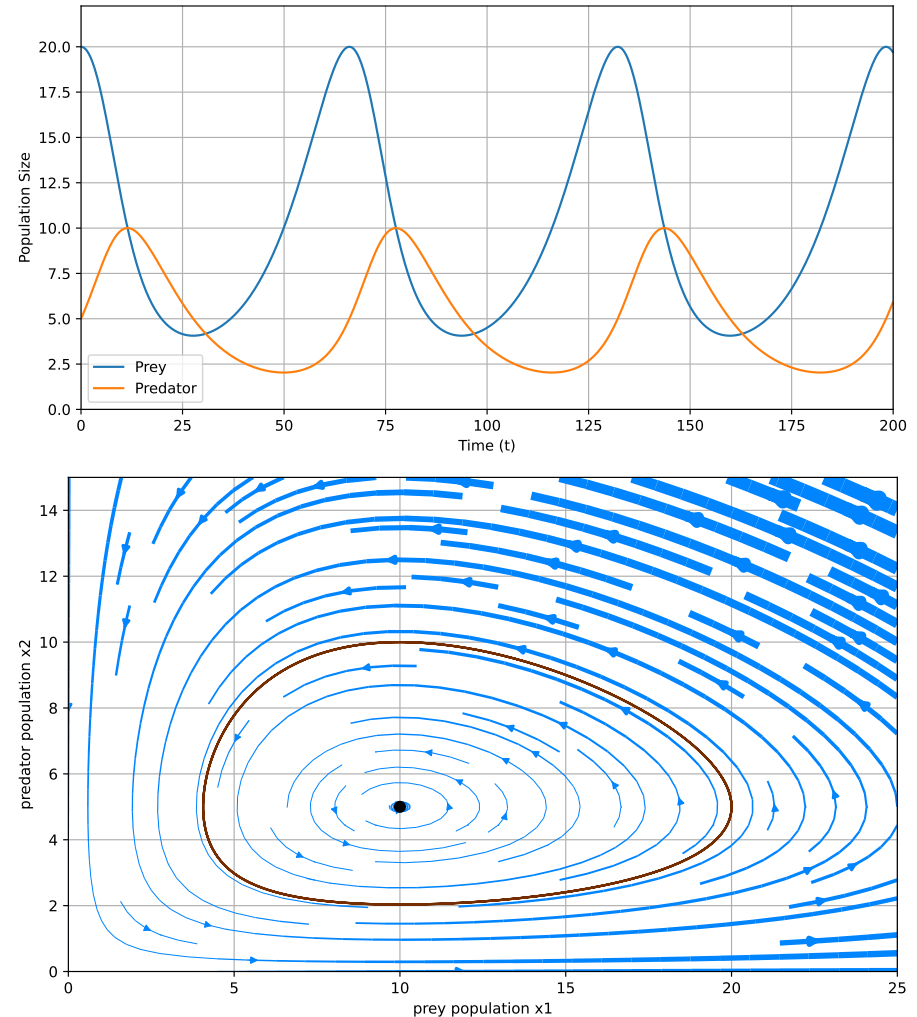 20.0
17.5
15.0
12.5
10.0
7.5
5.0
2.5
0.0
Population Size
Prey
Predator
0 25 50 75 100 125 150 175 200
Time (t)
14
12
10
8
6
4
2
0
predator population x2
0 5 10 15 20 25
prey population x1